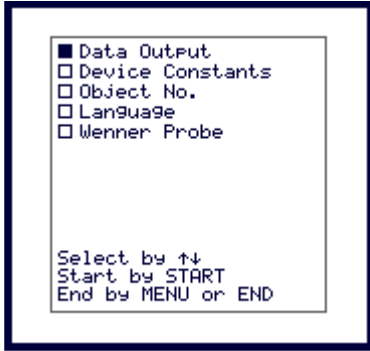 Data Output
Device Constants
Object No.
Language
Wenner Probe
Select by ↑↓
Start by START
End by MENU or END